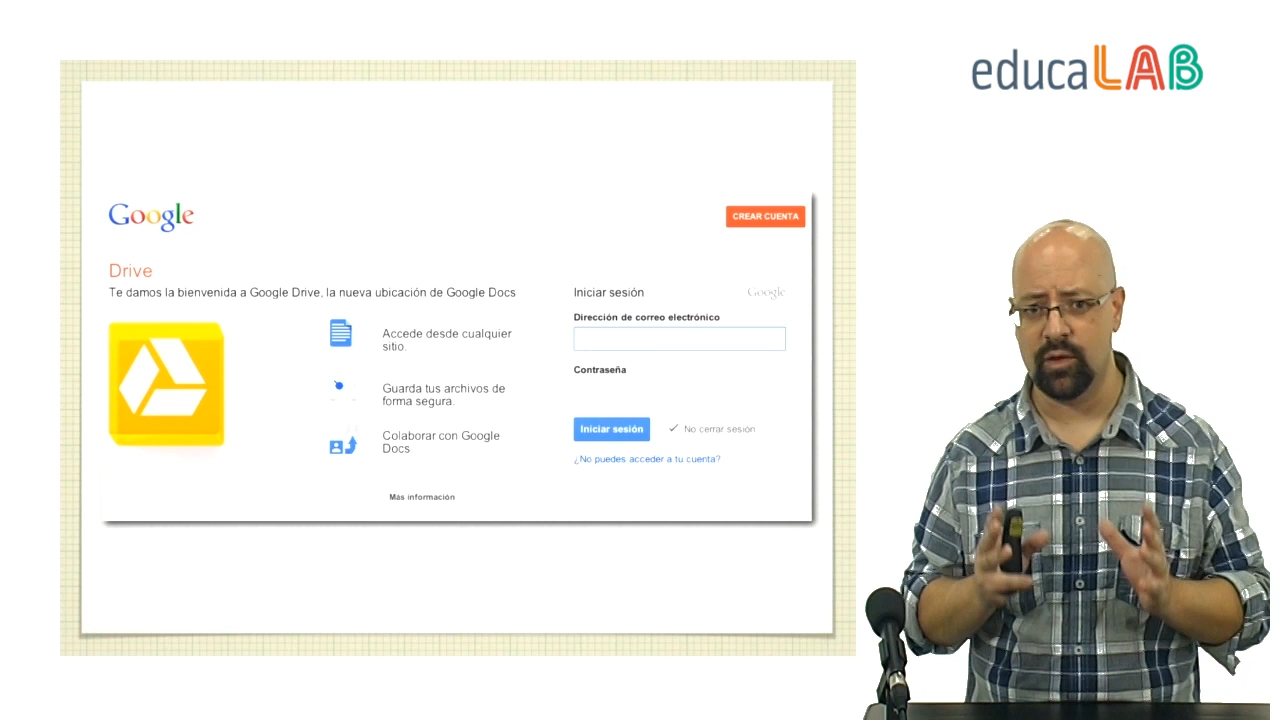 educaLAB
Google
CREAR CUENTA
Drive
Te damos la bienvenida a Google Drive, la nueva ubicación de Google Docs
Accede desde cualquier
sitio.
Guarda tus archivos de
forma segura.
Colaborar con Google
Docs
Más información
Iniciar sesión
Google
Dirección de correo electrónico
Contraseña
Iniciar sesión
No cerrar sesión
¿No puedes acceder a tu cuenta?